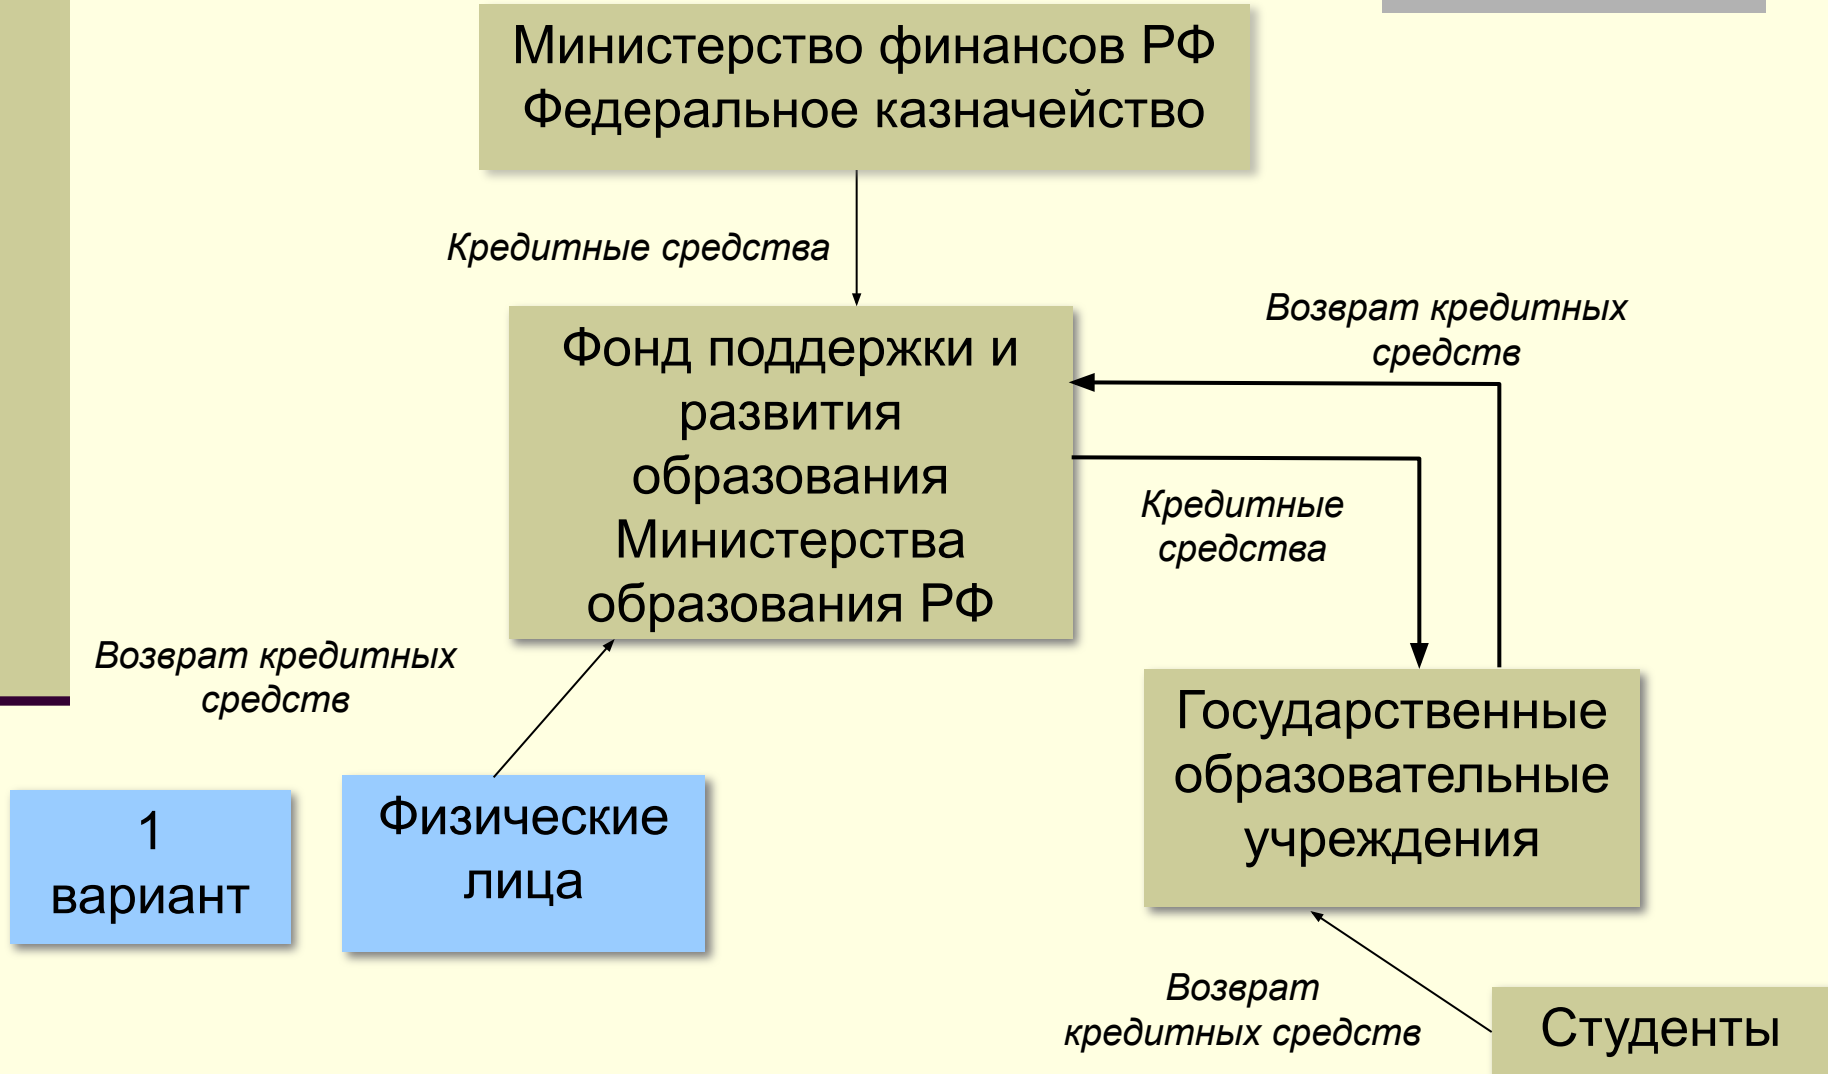 Министерство финансов РФ
Федеральное казначейство
Кредитные средства
Возврат кредитных
средств
Фонд поддержки и
развития
образования
Министерства
образования РФ
Кредитные
средства
Возврат кредитных
средств
Государственные
образовательные
учреждения
1
вариант
Физические
лица
Возврат
кредитных средств
Студенты